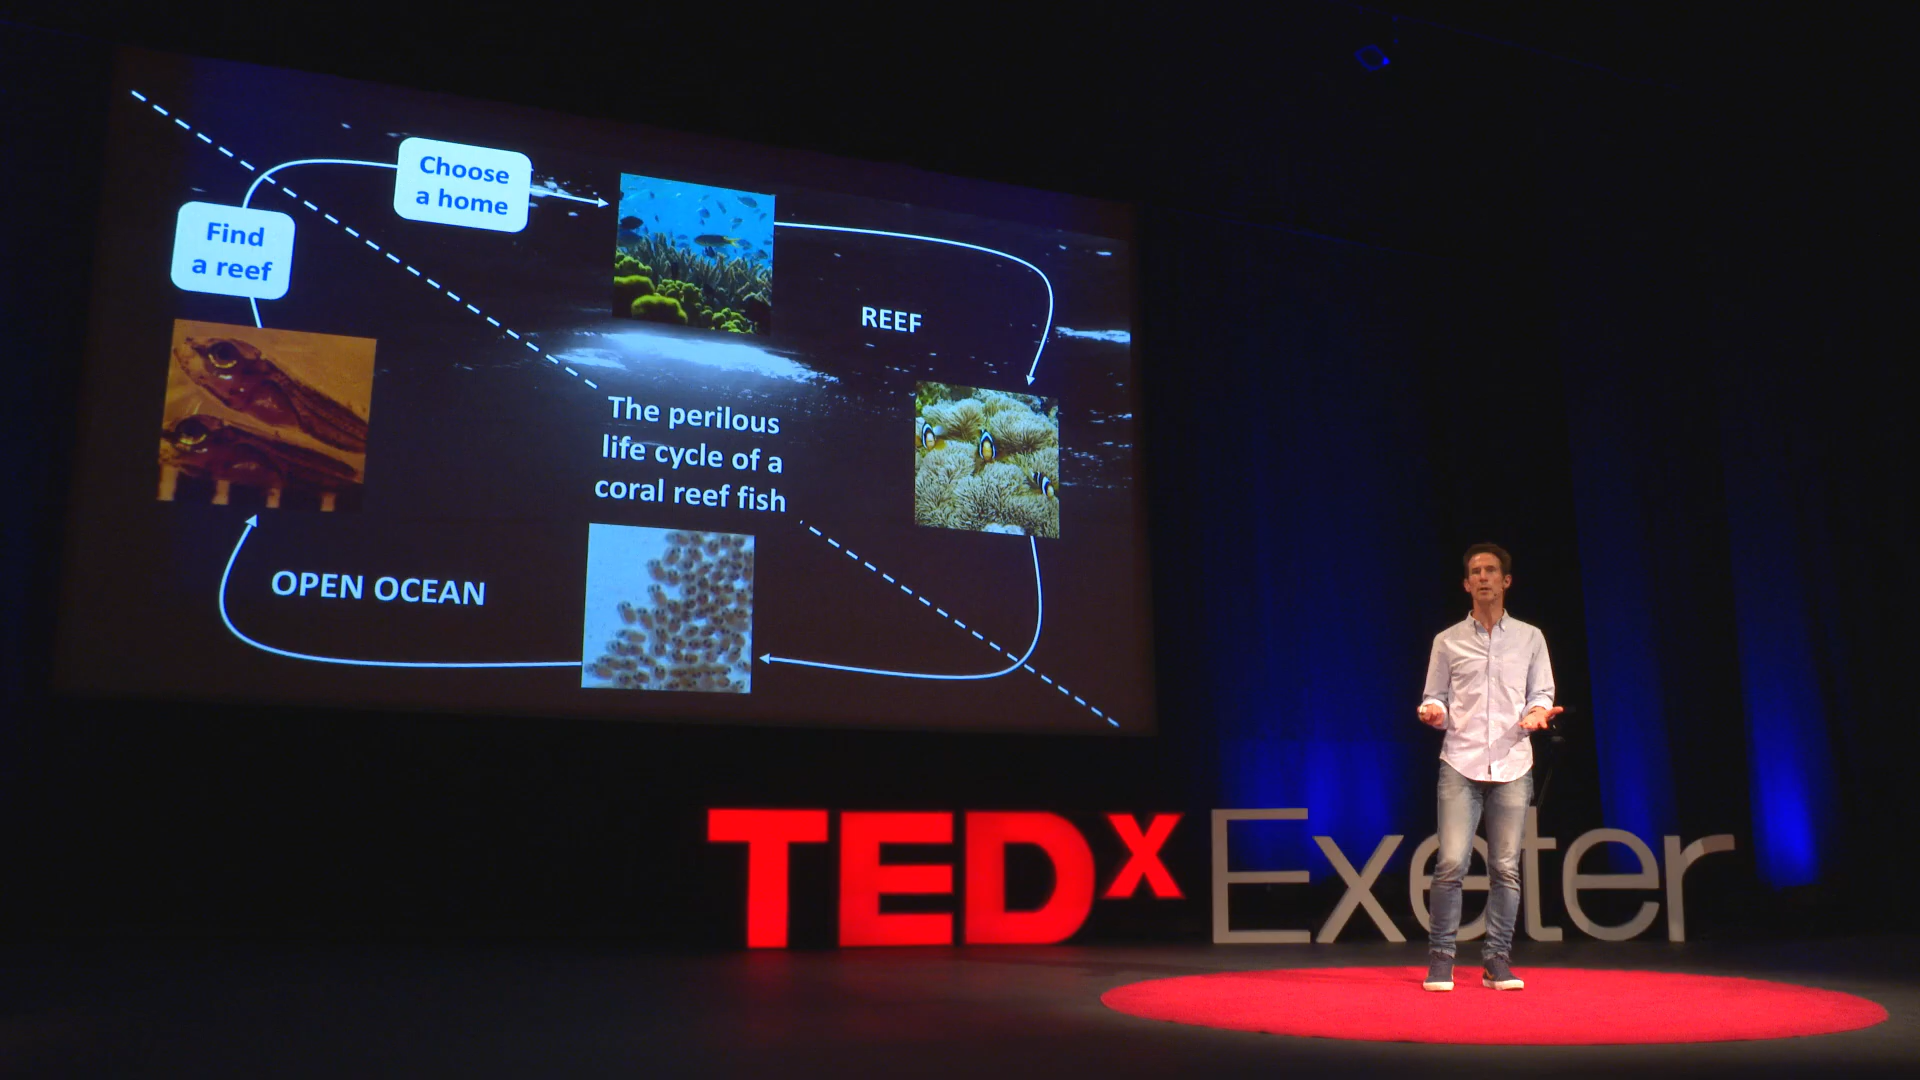 Choose
a home
Find
a reef
REEF
The perilous
life cycle of a
coral reef fish
OPEN OCEAN
TEDx Exeter